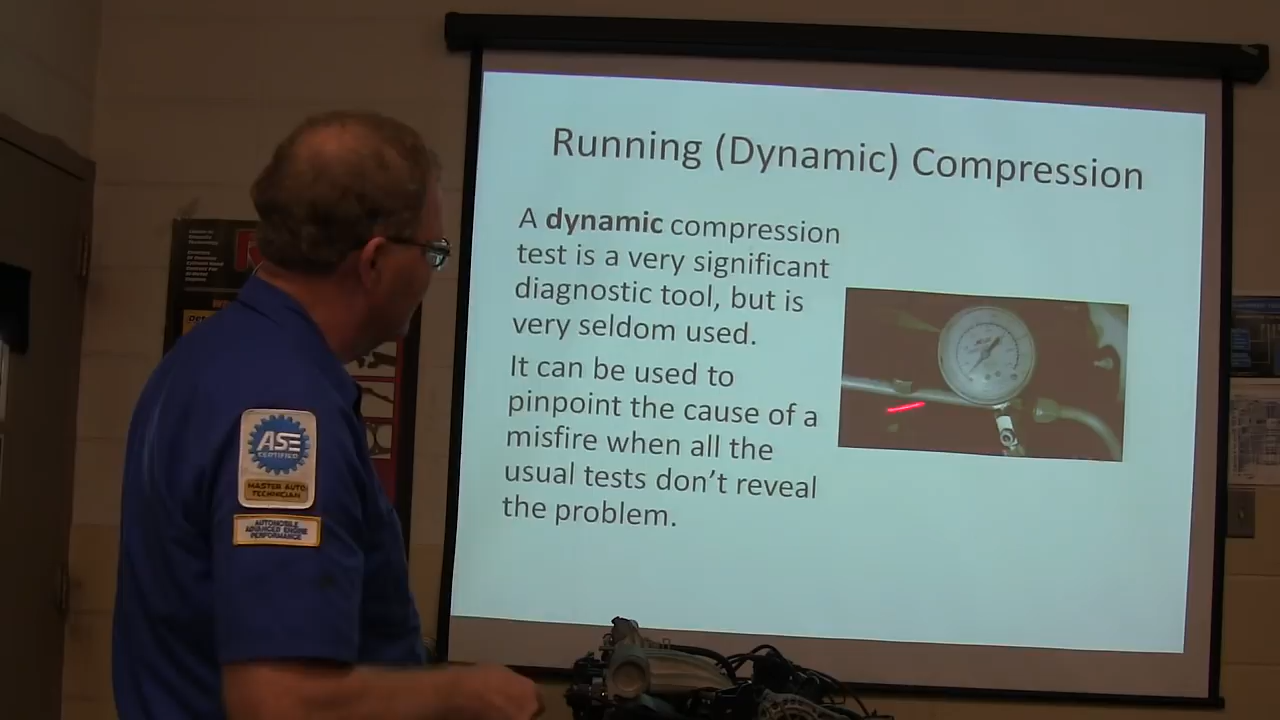 Running (Dynamic) Compression
A dynamic compression
test is a very significant
diagnostic tool, but is
very seldom used.
It can be used to
pinpoint the cause of a
misfire when all the
usual tests don't reveal
the problem.
ASE
CERTIFIED
MASTER AUTO
TECHNICIAN
AUTOMOBILE
ADVANCED ENGINE
PERFORMANCE